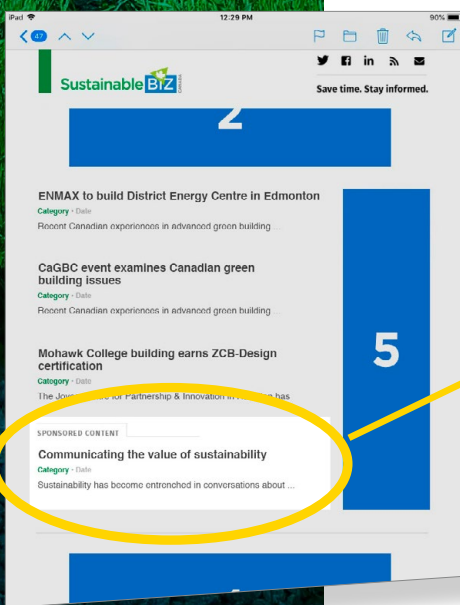 iPad 12:29 PM 90%
47
Sustainable BIZ CANADA
Save time. Stay informed.
2
ENMAX to build District Energy Centre in Edmonton
Category • Date
Recent Canadian experiences in advanced green building...
CaGBC event examines Canadian green
building issues
Category • Date
Recent Canadian experiences in advanced green building...
5
Mohawk College building earns ZCB-Design
certification
Category • Date
The Joyce for Partnership & Innovation in has
SPONSORED CONTENT
Communicating the value of sustainability
Category • Date
Sustainability has become entrenched in conversations about ...